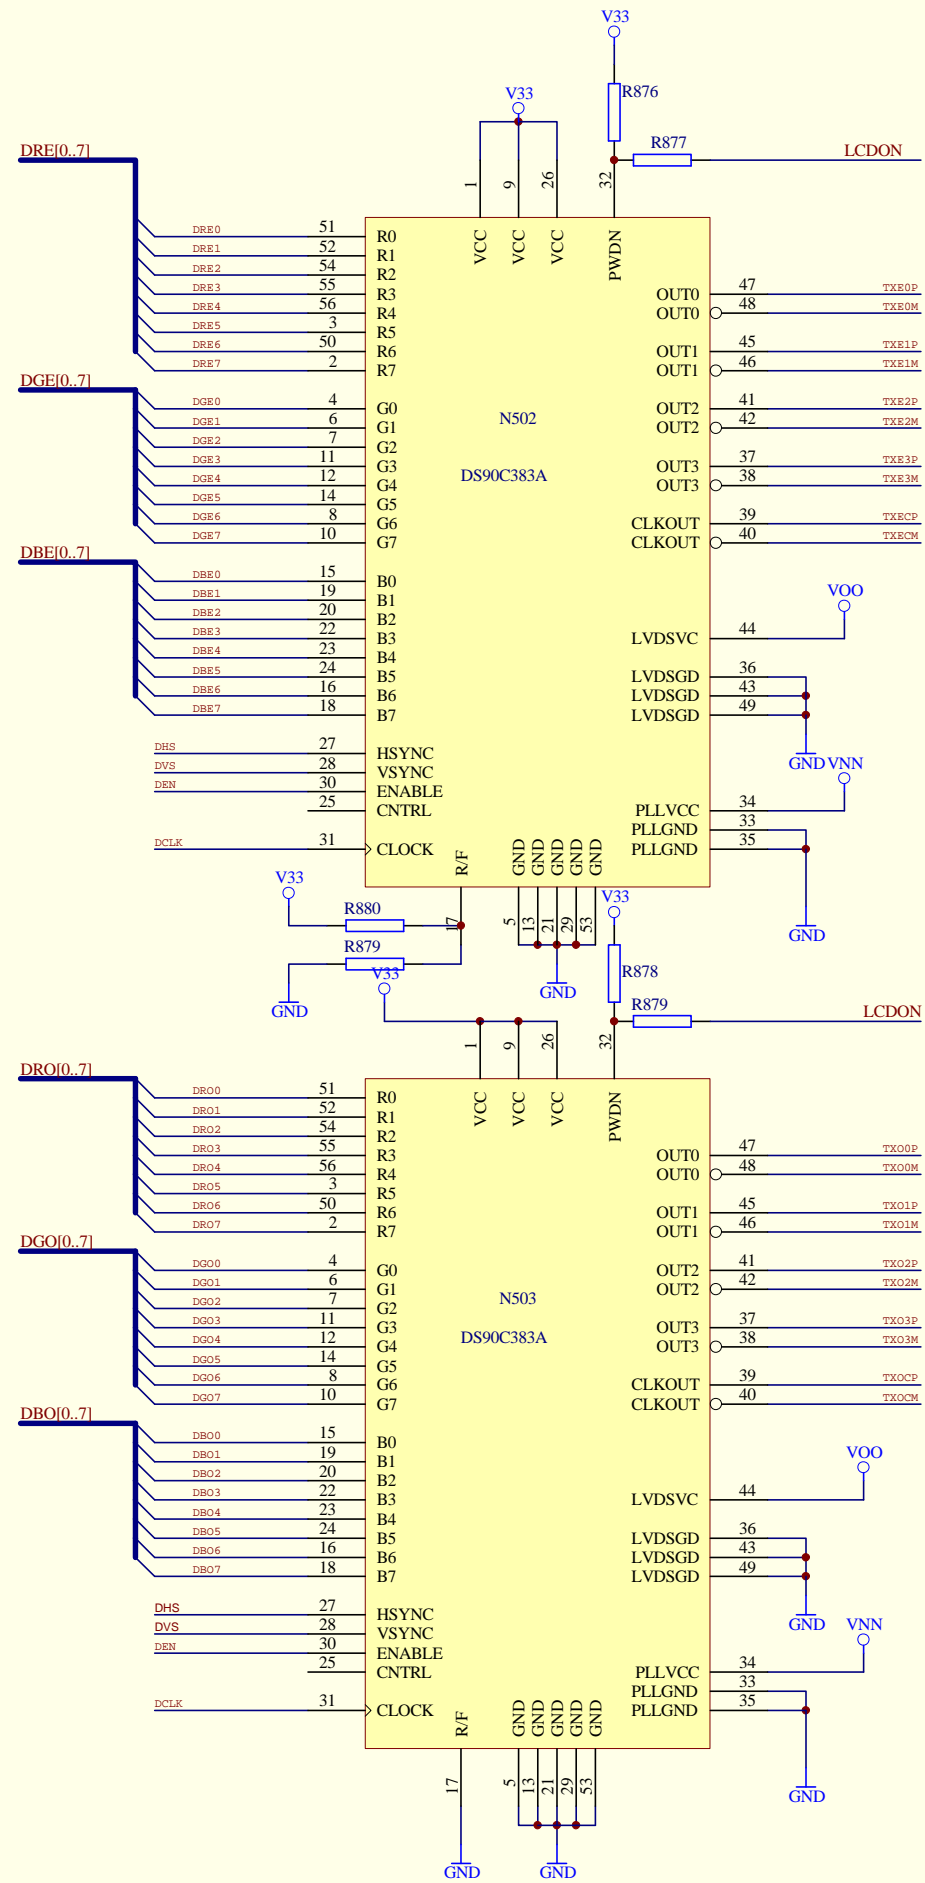 V33
R876
V33
R877
LCDON
DRE[0..7]
1
9
26
32
VCC
VCC
VCC
PWDN
DRE0 51 R0
DRE1 52 R1
DRE2 54 R2
DRE3 55 R3
OUT0 47 TXE0P
DRE4 56 R4
OUT0 48 TXE0M
DRE5 3 R5
DRE6 50 R6
OUT1 45 TXE1P
DRE7 2 R7
OUT1 46 TXE1M
DGE[0..7]
DGE0 4 G0
OUT2 41 TXE2P
DGE1 6 G1
N502
OUT2 42 TXE2M
DGE2 7 G2
DGE3 11 G3
OUT3 37 TXE3P
DS90C383A
DGE4 12 G4
OUT3 38 TXE3M
DGE5 14 G5
DGE6 8 G6
CLKOUT 39 TXECP
DGE7 10 G7
CLKOUT 40 TXECM
DBE[0..7]
DBE0 15 B0
DBE1 19 B1
VOO
DBE2 20 B2
DBE3 22 B3
LVDSVC 44
DBE4 23 B4
DBE5 24 B5
LVDSGD 36
DBE6 16 B6
LVDSGD 43
DBE7 18 B7
LVDSGD 49
DHS 27 HSYNC
GND
VNN
DVS 28 VSYNC
DEN 30 ENABLE
25 CNTRL
PLLVCC 34
PLLGND 33
DCLK 31 CLOCK
PLLGND 35
R/F
GND
GND
GND
GND
GND
V33
V33
R880
17
5
13
21
29
53
GND
R879
V33
R878
GND
GND
R879
LCDON
1
9
26
32
DRO[0..7]
VCC
VCC
VCC
PWDN
DRO0 51 R0
DRO1 52 R1
DRO2 54 R2
DRO3 55 R3
OUT0 47 TXO0P
DRO4 56 R4
OUT0 48 TXO0M
DRO5 3 R5
DRO6 50 R6
OUT1 45 TXO1P
DRO7 2 R7
OUT1 46 TXO1M
DGO[0..7]
DGO0 4 G0
OUT2 41 TXO2P
DGO1 6 G1
OUT2 42 TXO2M
N503
DGO2 7 G2
DGO3 11 G3
OUT3 37 TXO3P
DS90C383A
DGO4 12 G4
OUT3 38 TXO3M
DGO5 14 G5
DGO6 8 G6
CLKOUT 39 TXOCP
DGO7 10 G7
CLKOUT 40 TXOCM
DBO[0..7]
DBO0 15 B0
DBO1 19 B1
VOO
DBO2 20 B2
DBO3 22 B3
LVDSVC 44
DBO4 23 B4
DBO5 24 B5
LVDSGD 36
DBO6 16 B6
LVDSGD 43
DBO7 18 B7
LVDSGD 49
DHS 27 HSYNC
GND
VNN
DVS 28 VSYNC
DEN 30 ENABLE
25 CNTRL
PLLVCC 34
PLLGND 33
DCLK 31 CLOCK
PLLGND 35
R/F
GND
GND
GND
GND
GND
17
5
13
21
29
53
GND
GND
GND